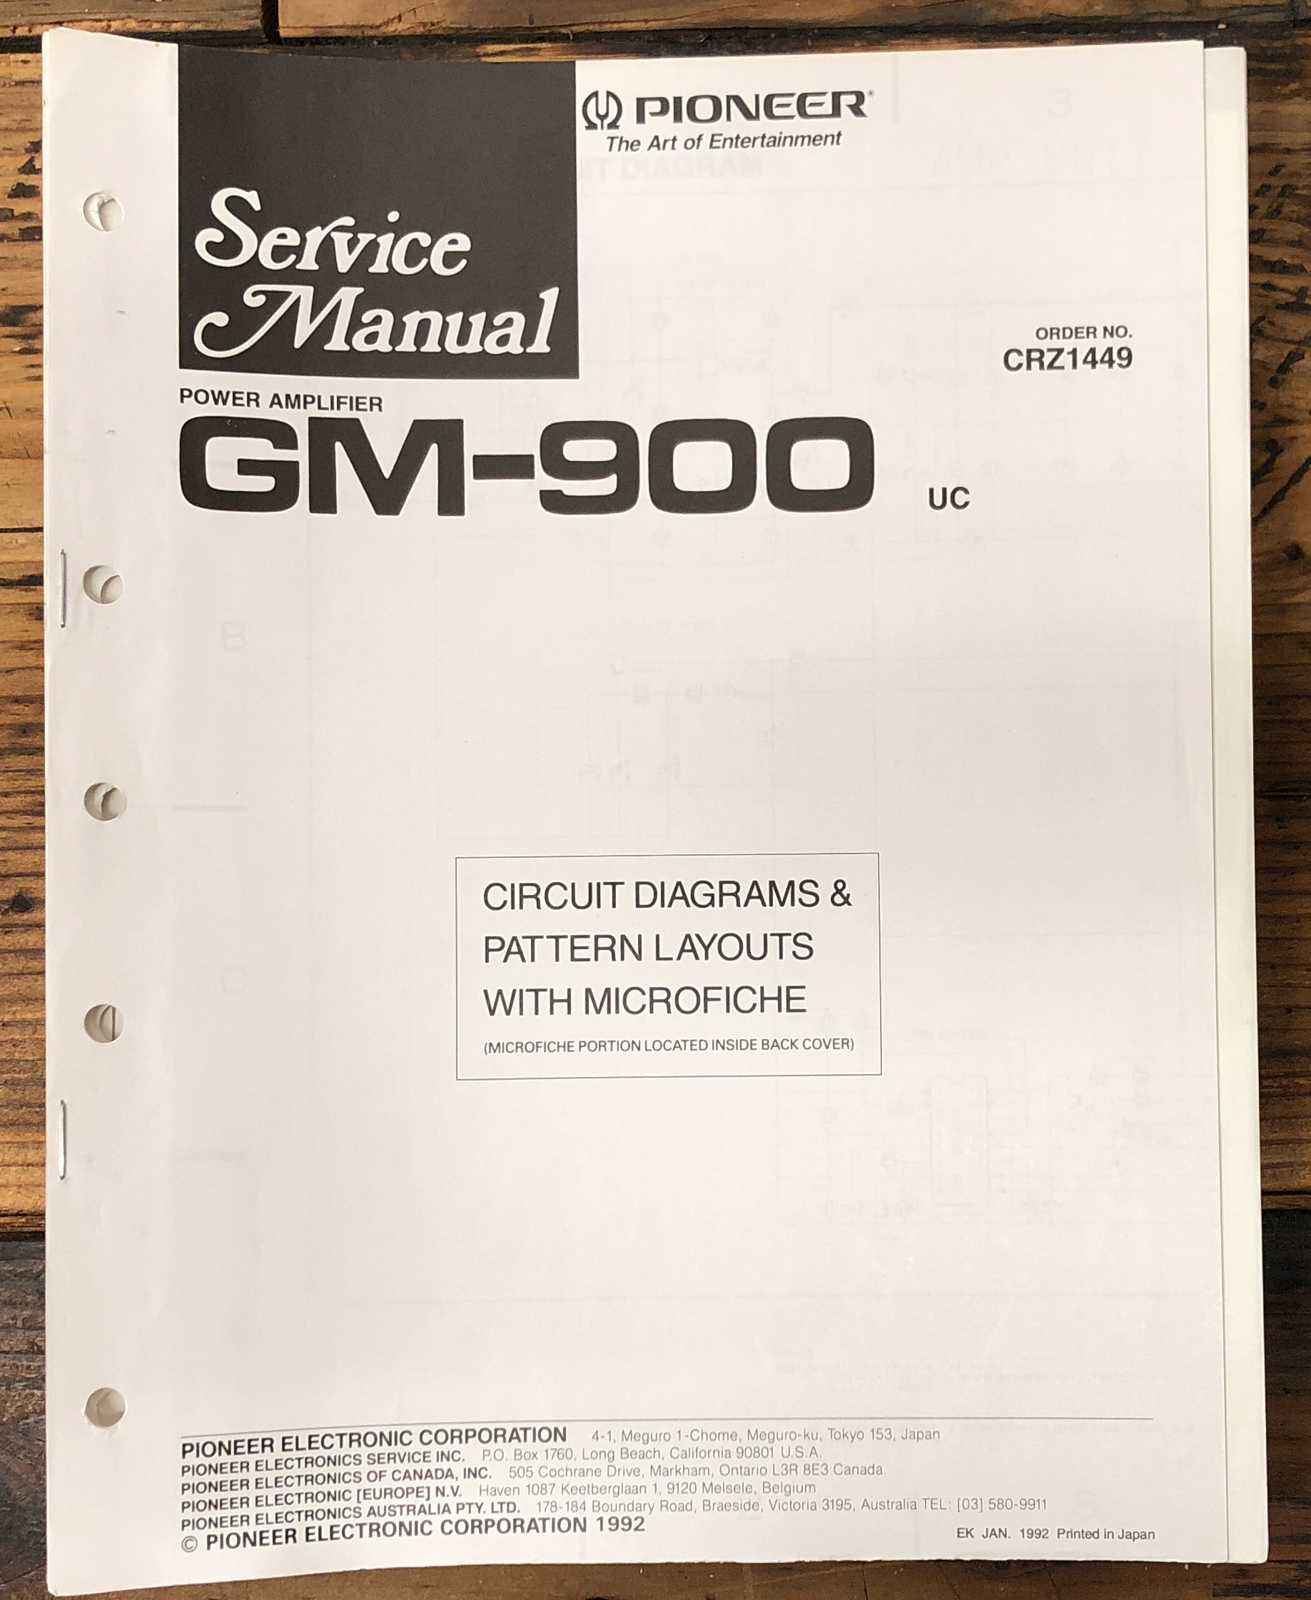 PIONEER®
The Art of Entertainment
Service
Manual
ORDER NO.
CRZ1449
POWER AMPLIFIER
GM-900 UC
CIRCUIT DIAGRAMS &
PATTERN LAYOUTS
WITH MICROFICHE
(MICROFICHE PORTION LOCATED INSIDE BACK COVER)
PIONEER ELECTRONIC CORPORATION 4-1, Meguro 1-Chome, Meguro-ku, Tokyo 153, Japan
PIONEER ELECTRONICS SERVICE INC. P.O. Box 1760, Long Beach, California 90801 U.S.A.
PIONEER ELECTRONICS OF CANADA, INC. 505 Cochrane Drive, Markham, Ontario L3R 8E3 Canada
PIONEER ELECTRONIC [EUROPE] N.V. Haven 1087 Keetberglaan 1, 9120 Melsele, Belgium
PIONEER ELECTRONICS AUSTRALIA PTY. LTD. 178-184 Boundary Road, Braeside, Victoria 3195, Australia TEL: [03] 580-9911
© PIONEER ELECTRONIC CORPORATION 1992
EK JAN. 1992 Printed in Japan